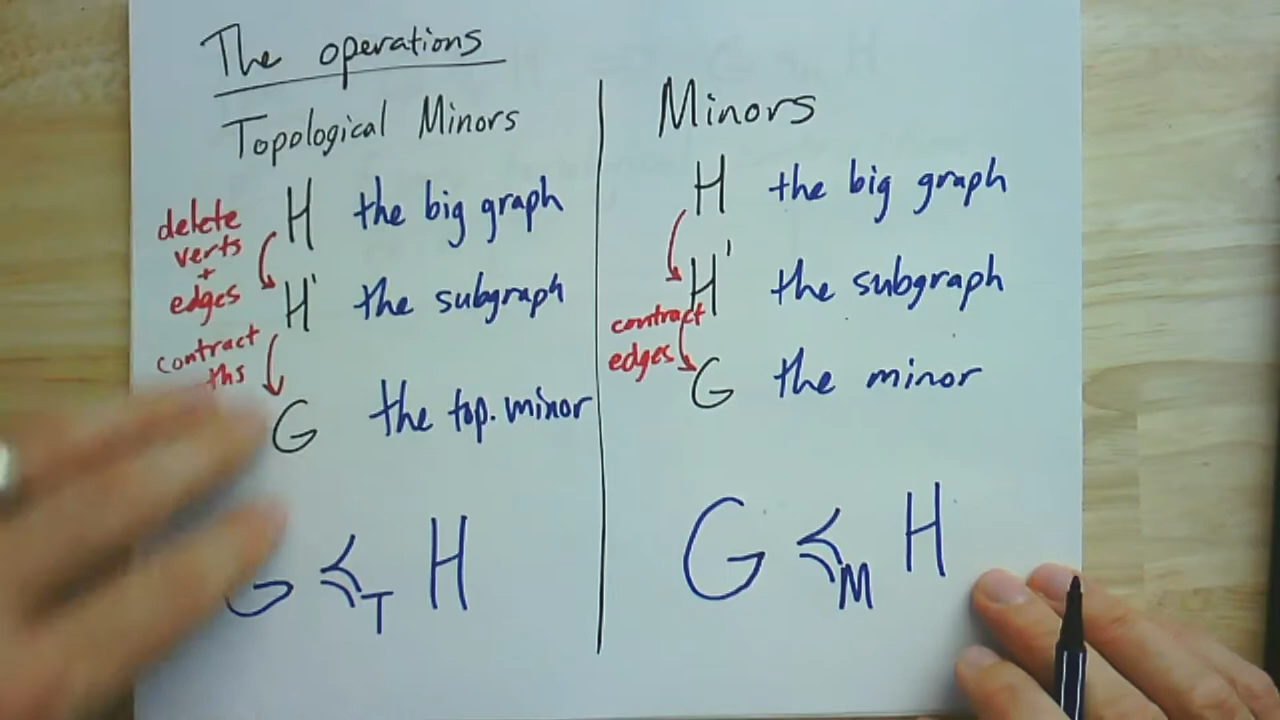 The operations
Topological Minors
delete
verts
+
edges
H the big graph
H' the subgraph
contract
G the top. minor
G ≼T H
Minors
H the big graph
H' the subgraph
contract
edges
G the minor
G ≼M H